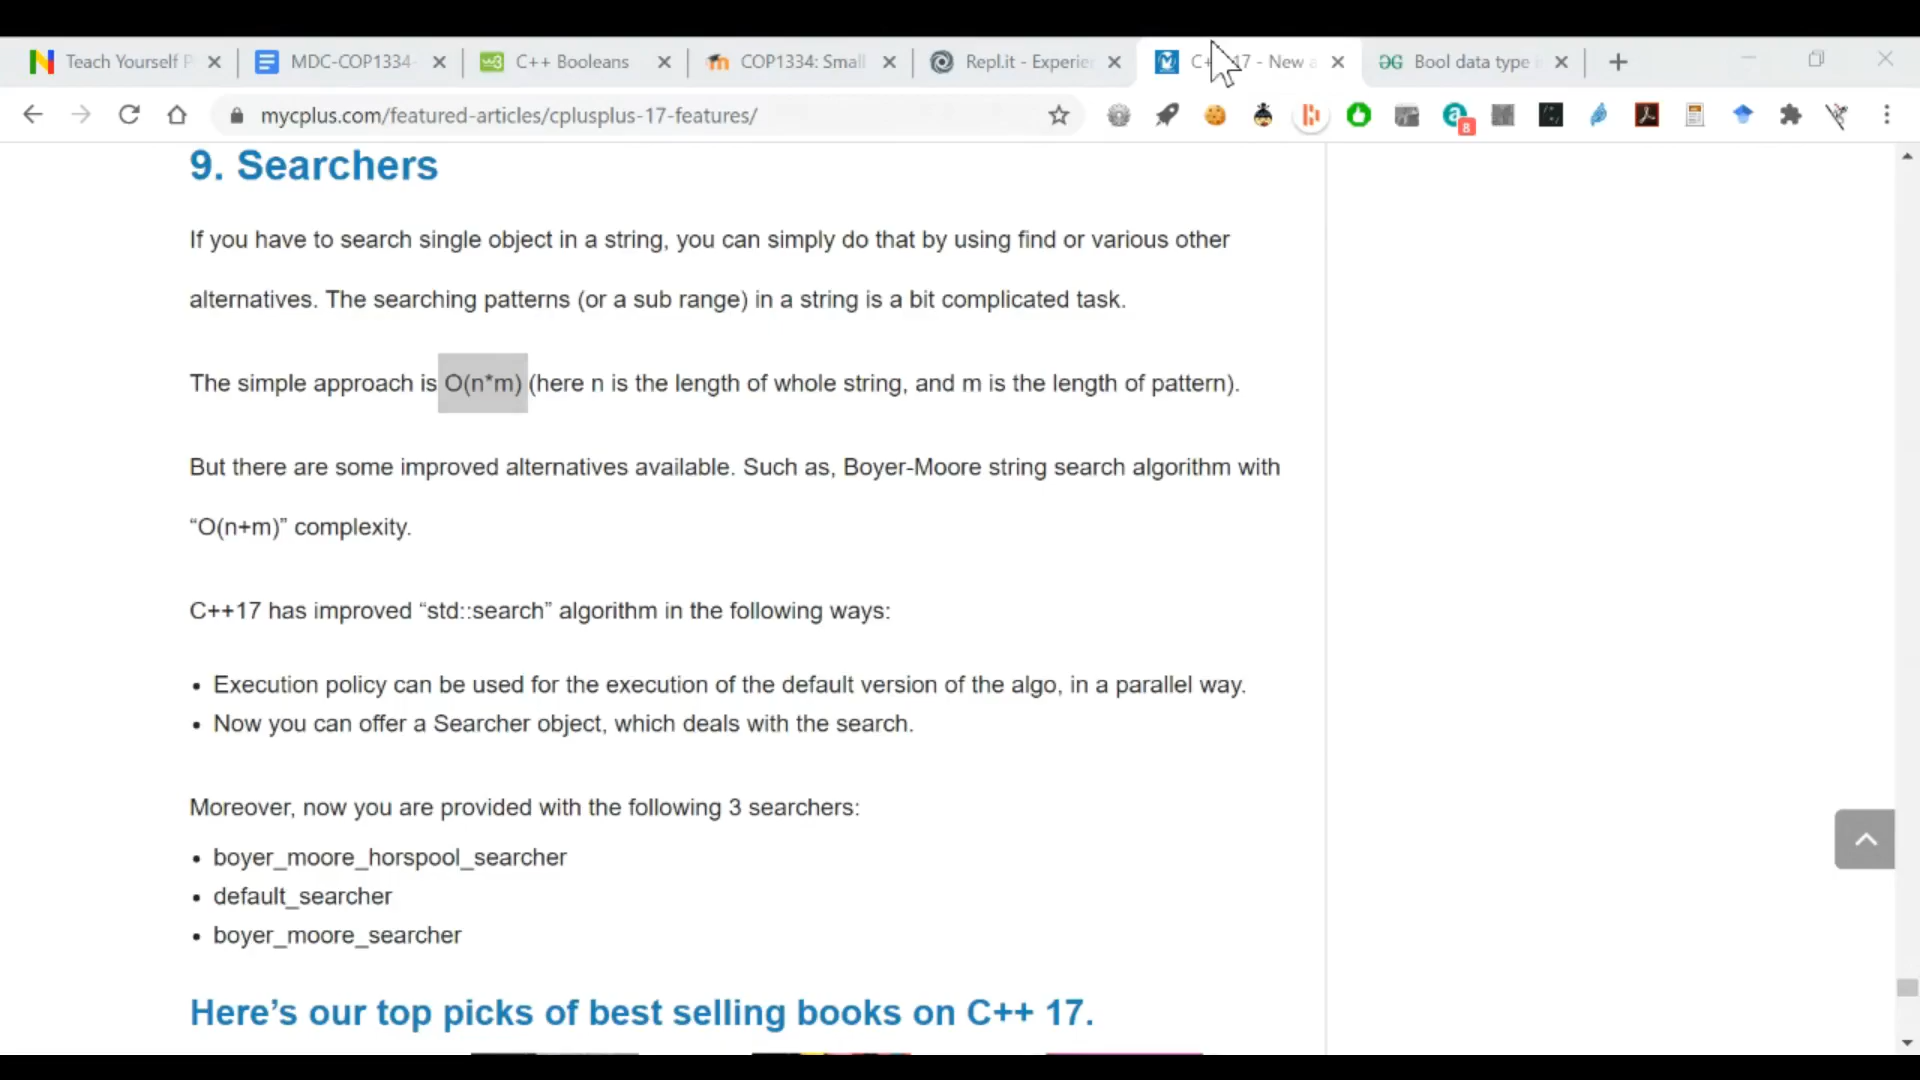 Teach Yourself P
MDC-COP1334-
C++ Booleans
COP1334: Small
Repl.it - Experie
17 - New a
Bool data type i
mycplus.com/featured-articles/cplusplus-17-features/
8
9. Searchers
If you have to search single object in a string, you can simply do that by using find or various other
alternatives. The searching patterns (or a sub range) in a string is a bit complicated task.
The simple approach is O(n*m) (here n is the length of whole string, and m is the length of pattern).
But there are some improved alternatives available. Such as, Boyer-Moore string search algorithm with
“O(n+m)” complexity.
C++17 has improved “std::search” algorithm in the following ways:
• Execution policy can be used for the execution of the default version of the algo, in a parallel way.
• Now you can offer a Searcher object, which deals with the search.
Moreover, now you are provided with the following 3 searchers:
• boyer_moore_horspool_searcher
• default_searcher
• boyer_moore_searcher
Here’s our top picks of best selling books on C++ 17.